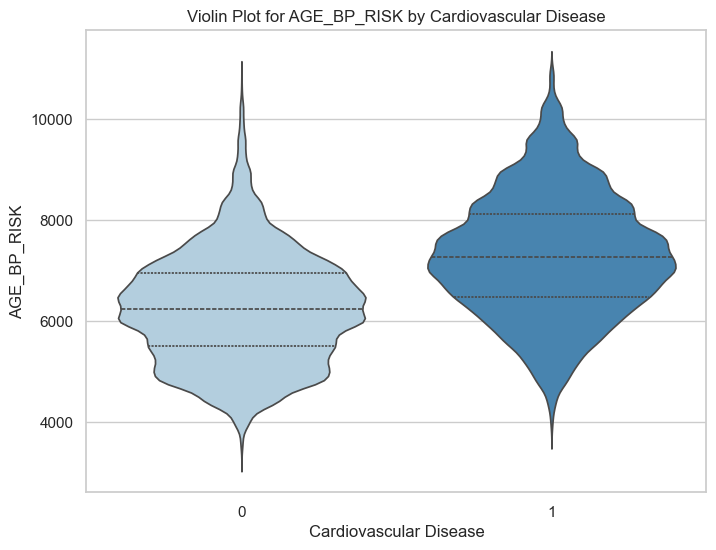 Violin Plot for AGE_BP_RISK by Cardiovascular Disease
10000
8000
6000
4000
AGE_BP_RISK
0
1
Cardiovascular Disease